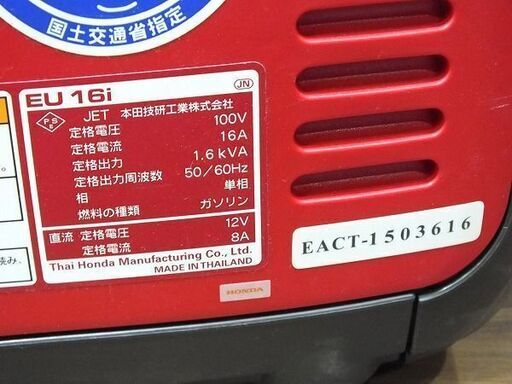 国土交通省指定
EU 16i
JN
PSE
JET 本田技研工業株式会社
定格電圧 100V
定格電流 16A
定格出力 1.6 kVA
定格出力周波数 50/60Hz
相 単相
燃料の種類 ガソリン
直流 定格電圧 12V
定格電流 8A
Thai Honda Manufacturing Co., Ltd.
MADE IN THAILAND
HONDA
EACT-1503616
読み、